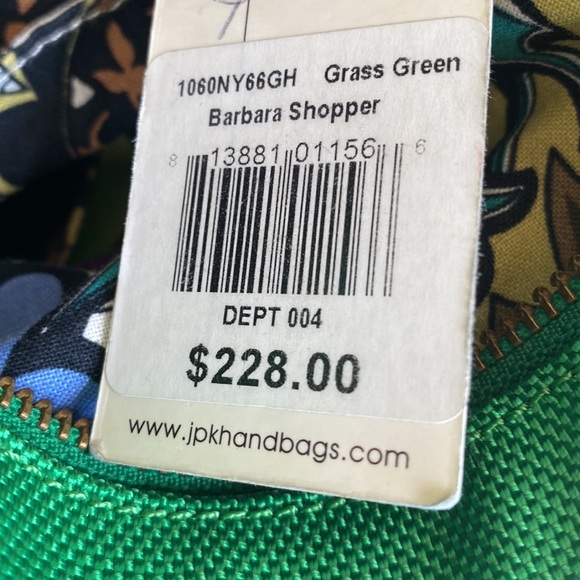 1060NY66GH Grass Green
Barbara Shopper
8 13881 01156 6
DEPT 004
$228.00
www.jpkhandbags.com